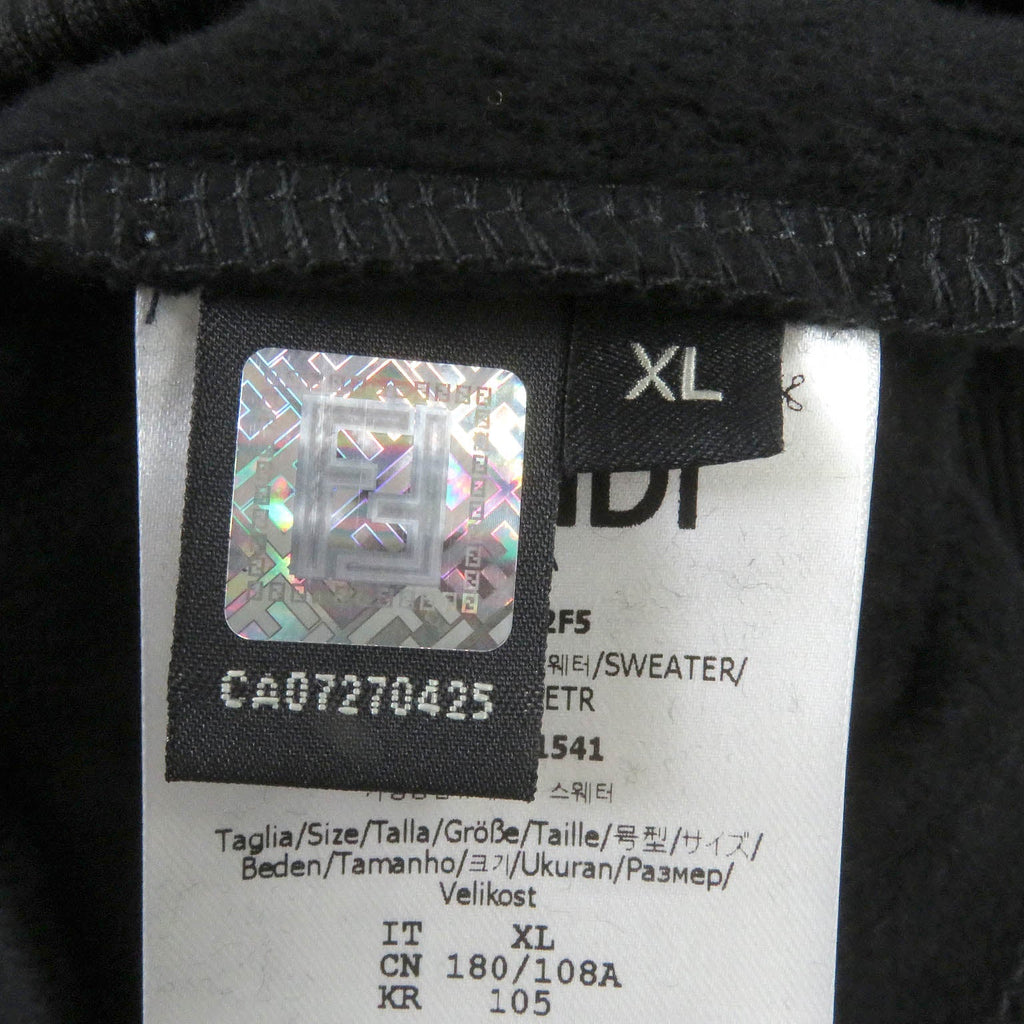 XL
CA07270425
2F5
웨터/SWEATER/
ETR
1541
스웨터
Taglia/Size/Talla/Größe/Taille/号型/サイズ/
Beden/Tamanho/크기/Ukuran/Размер/
Velikost
IT XL
CN 180/108A
KR 105